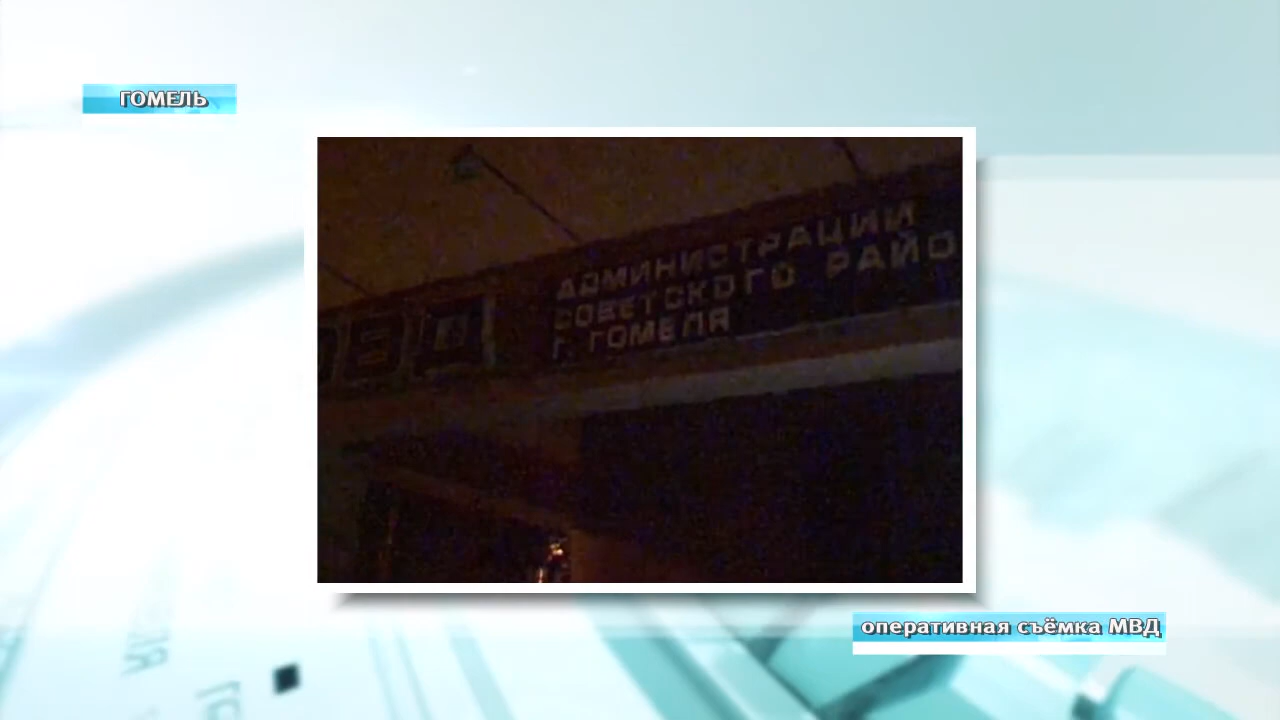 ГОМЕЛЬ
АДМИНИСТРАЦИИ
СОВЕТСКОГО РАЙО
Г. ГОМЕЛЯ
оперативная съёмка МВД